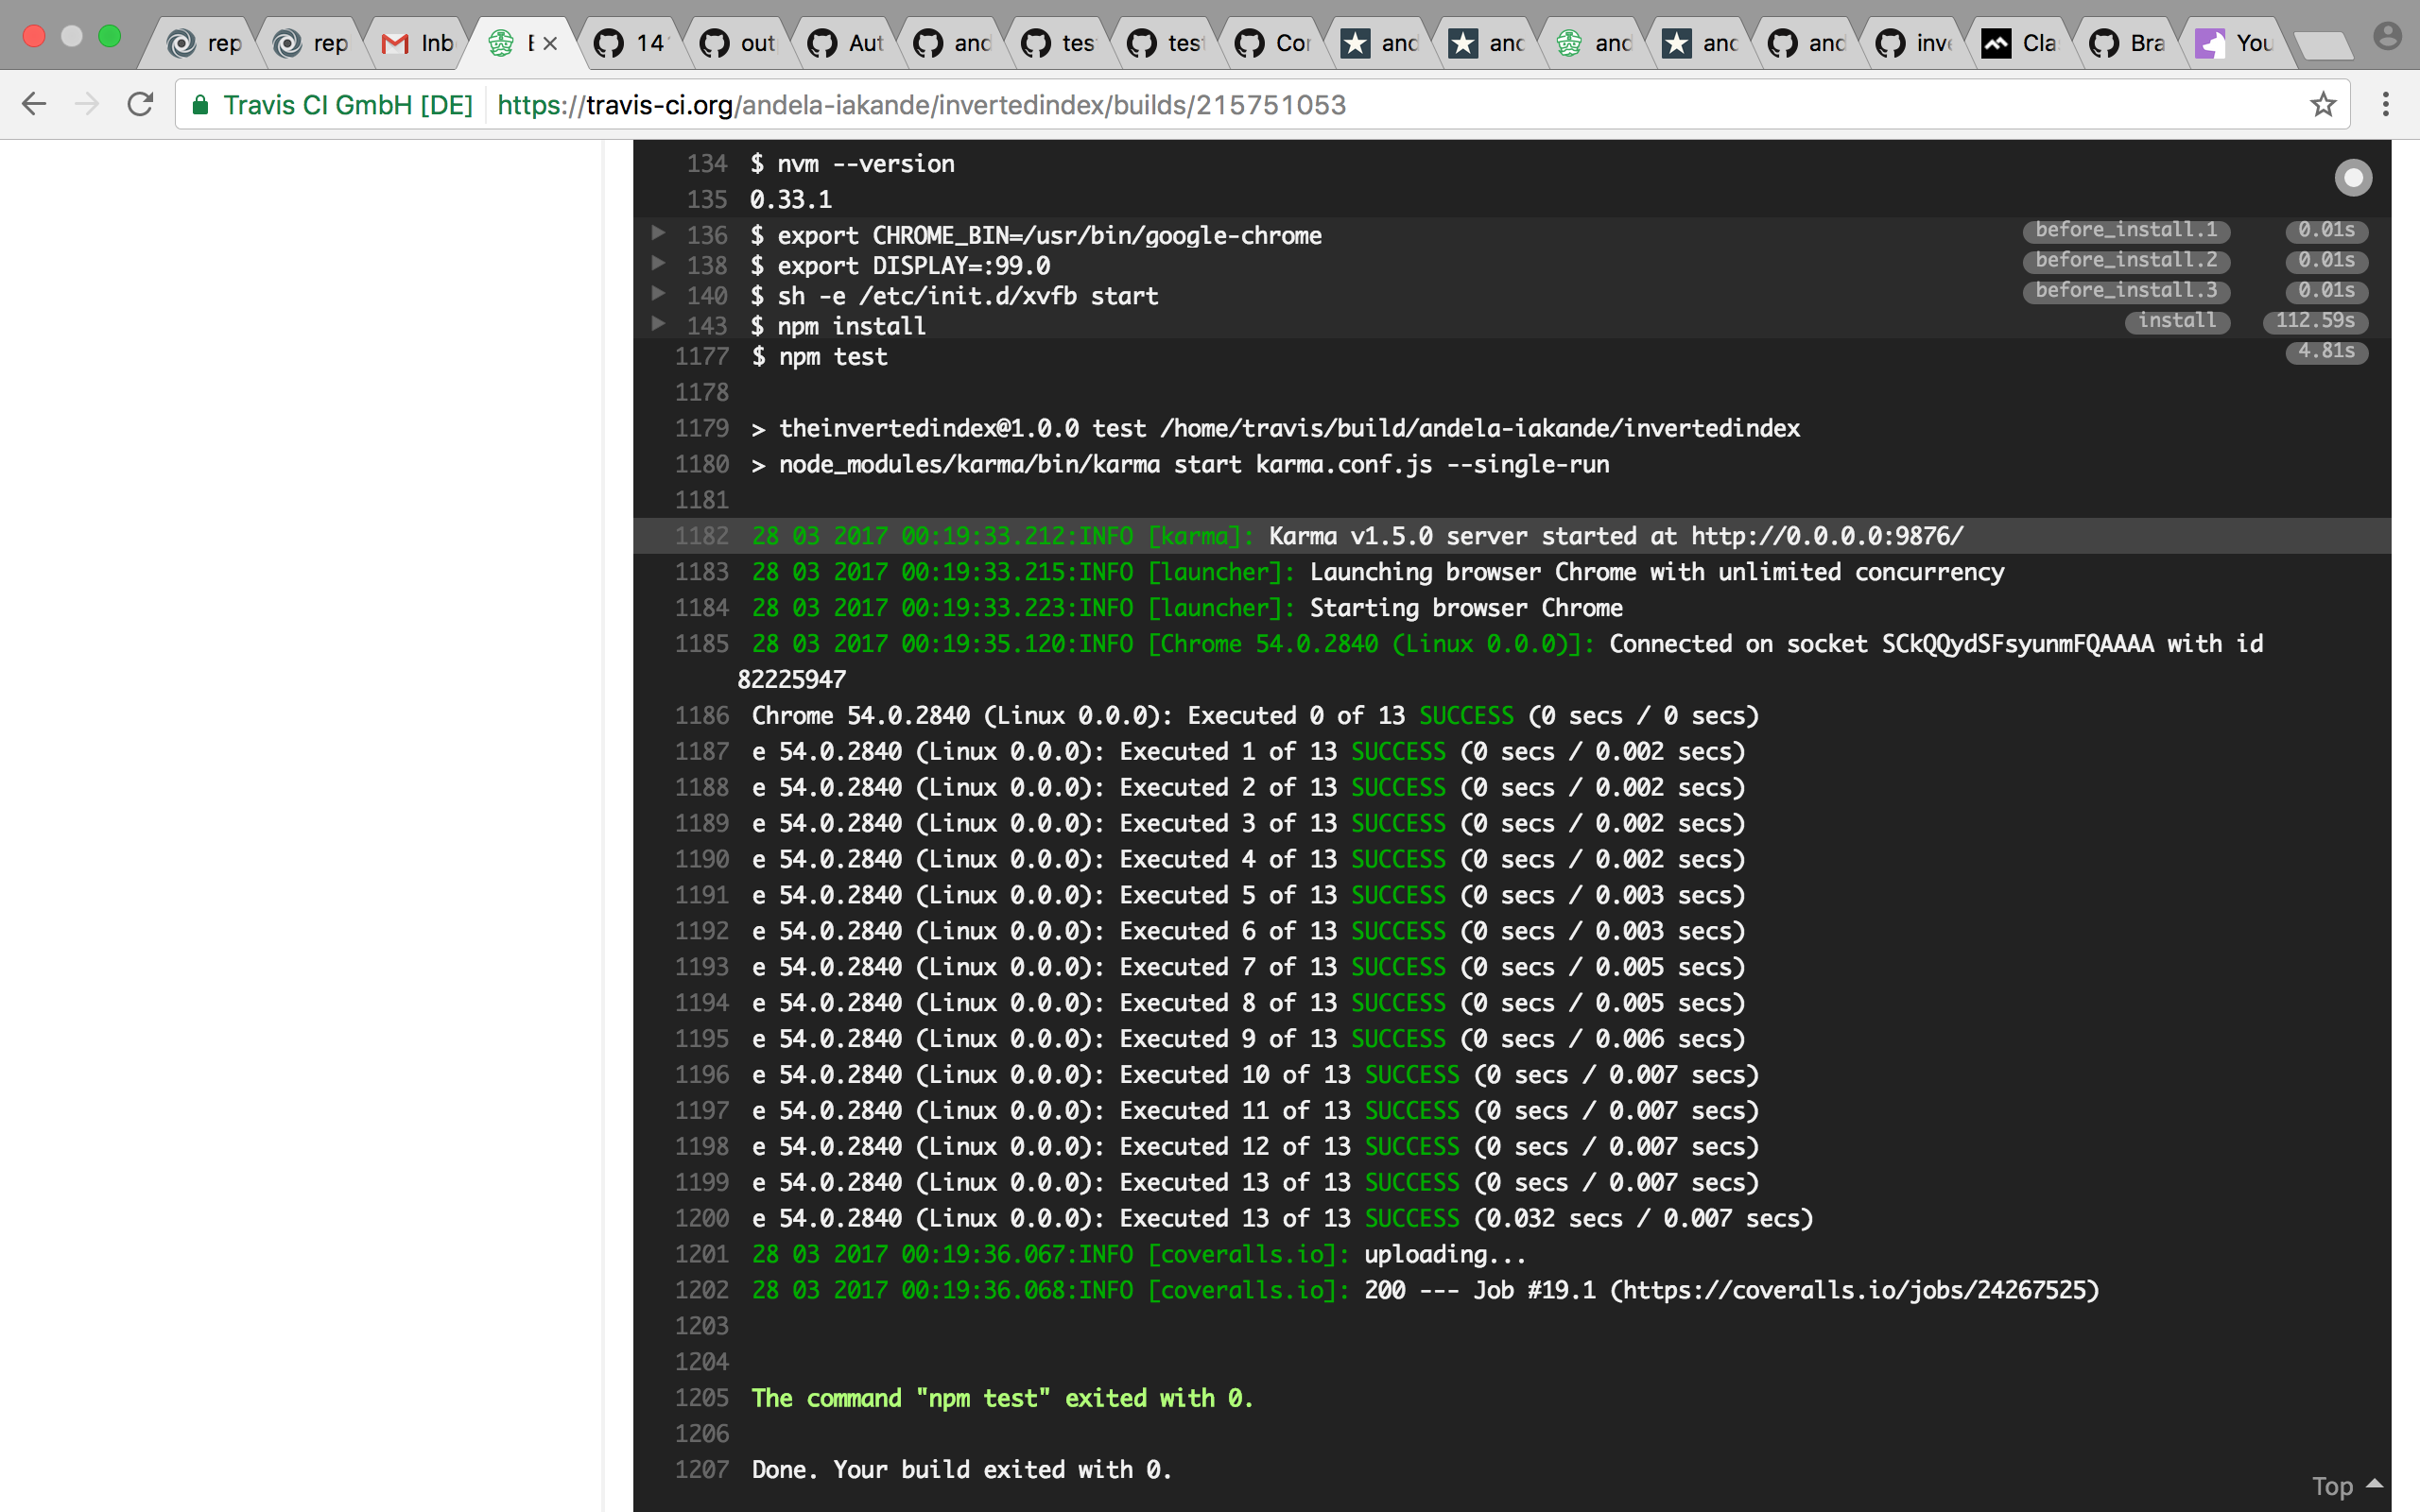 rep
rep
Inb
E
14
out
Aut
and
tes
test
Cor
and
and
and
and
and
inve
Cla
Bra
You
Travis CI GmbH [DE] https://travis-ci.org/andela-iakande/invertedindex/builds/215751053
134 $ nvm --version
135 0.33.1
136 $ export CHROME_BIN=/usr/bin/google-chrome before_install.1 0.01s
138 $ export DISPLAY=:99.0 before_install.2 0.01s
140 $ sh -e /etc/init.d/xvfb start before_install.3 0.01s
143 $ npm install install 112.59s
1177 $ npm test 4.81s
1178
1179 > theinvertedindex@1.0.0 test /home/travis/build/andela-iakande/invertedindex
1180 > node_modules/karma/bin/karma start karma.conf.js --single-run
1181
1182 28 03 2017 00:19:33.212:INFO [karma]: Karma v1.5.0 server started at http://0.0.0.0:9876/
1183 28 03 2017 00:19:33.215:INFO [launcher]: Launching browser Chrome with unlimited concurrency
1184 28 03 2017 00:19:33.223:INFO [launcher]: Starting browser Chrome
1185 28 03 2017 00:19:35.120:INFO [Chrome 54.0.2840 (Linux 0.0.0)]: Connected on socket SCkQQydSFsyunmFQAAAA with id
82225947
1186 Chrome 54.0.2840 (Linux 0.0.0): Executed 0 of 13 SUCCESS (0 secs / 0 secs)
1187 e 54.0.2840 (Linux 0.0.0): Executed 1 of 13 SUCCESS (0 secs / 0.002 secs)
1188 e 54.0.2840 (Linux 0.0.0): Executed 2 of 13 SUCCESS (0 secs / 0.002 secs)
1189 e 54.0.2840 (Linux 0.0.0): Executed 3 of 13 SUCCESS (0 secs / 0.002 secs)
1190 e 54.0.2840 (Linux 0.0.0): Executed 4 of 13 SUCCESS (0 secs / 0.002 secs)
1191 e 54.0.2840 (Linux 0.0.0): Executed 5 of 13 SUCCESS (0 secs / 0.003 secs)
1192 e 54.0.2840 (Linux 0.0.0): Executed 6 of 13 SUCCESS (0 secs / 0.003 secs)
1193 e 54.0.2840 (Linux 0.0.0): Executed 7 of 13 SUCCESS (0 secs / 0.005 secs)
1194 e 54.0.2840 (Linux 0.0.0): Executed 8 of 13 SUCCESS (0 secs / 0.005 secs)
1195 e 54.0.2840 (Linux 0.0.0): Executed 9 of 13 SUCCESS (0 secs / 0.006 secs)
1196 e 54.0.2840 (Linux 0.0.0): Executed 10 of 13 SUCCESS (0 secs / 0.007 secs)
1197 e 54.0.2840 (Linux 0.0.0): Executed 11 of 13 SUCCESS (0 secs / 0.007 secs)
1198 e 54.0.2840 (Linux 0.0.0): Executed 12 of 13 SUCCESS (0 secs / 0.007 secs)
1199 e 54.0.2840 (Linux 0.0.0): Executed 13 of 13 SUCCESS (0 secs / 0.007 secs)
1200 e 54.0.2840 (Linux 0.0.0): Executed 13 of 13 SUCCESS (0.032 secs / 0.007 secs)
1201 28 03 2017 00:19:36.067:INFO [coveralls.io]: uploading...
1202 28 03 2017 00:19:36.068:INFO [coveralls.io]: 200 --- Job #19.1 (https://coveralls.io/jobs/24267525)
1203
1204
1205 The command "npm test" exited with 0.
1206
1207 Done. Your build exited with 0.
Top